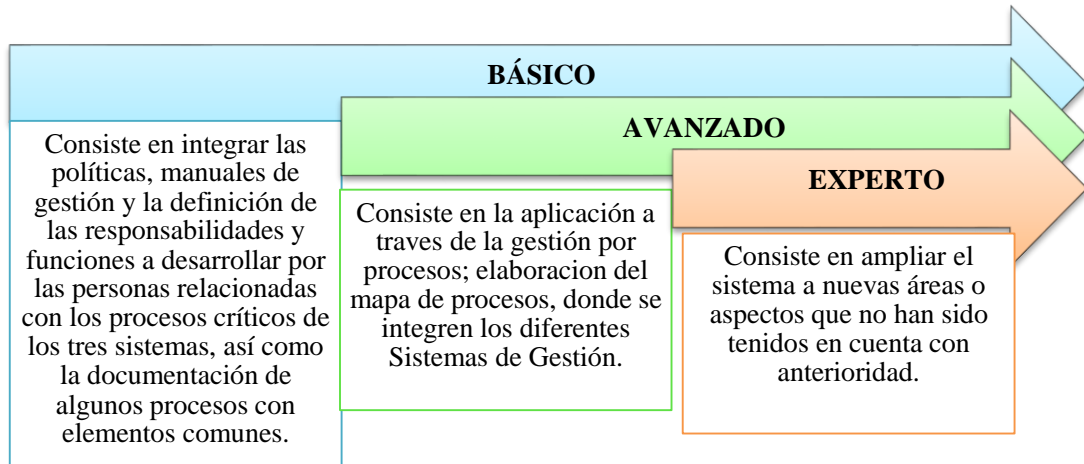 BÁSICO
Consiste en integrar las
políticas, manuales de
gestión y la definición de
las responsabilidades y
funciones a desarrollar por
las personas relacionadas
con los procesos críticos de
los tres sistemas, así como
la documentación de
algunos procesos con
elementos comunes.
AVANZADO
Consiste en la aplicación a
traves de la gestión por
procesos; elaboracion del
mapa de procesos, donde se
integren los diferentes
Sistemas de Gestión.
EXPERTO
Consiste en ampliar el
sistema a nuevas áreas o
aspectos que no han sido
tenidos en cuenta con
anterioridad.